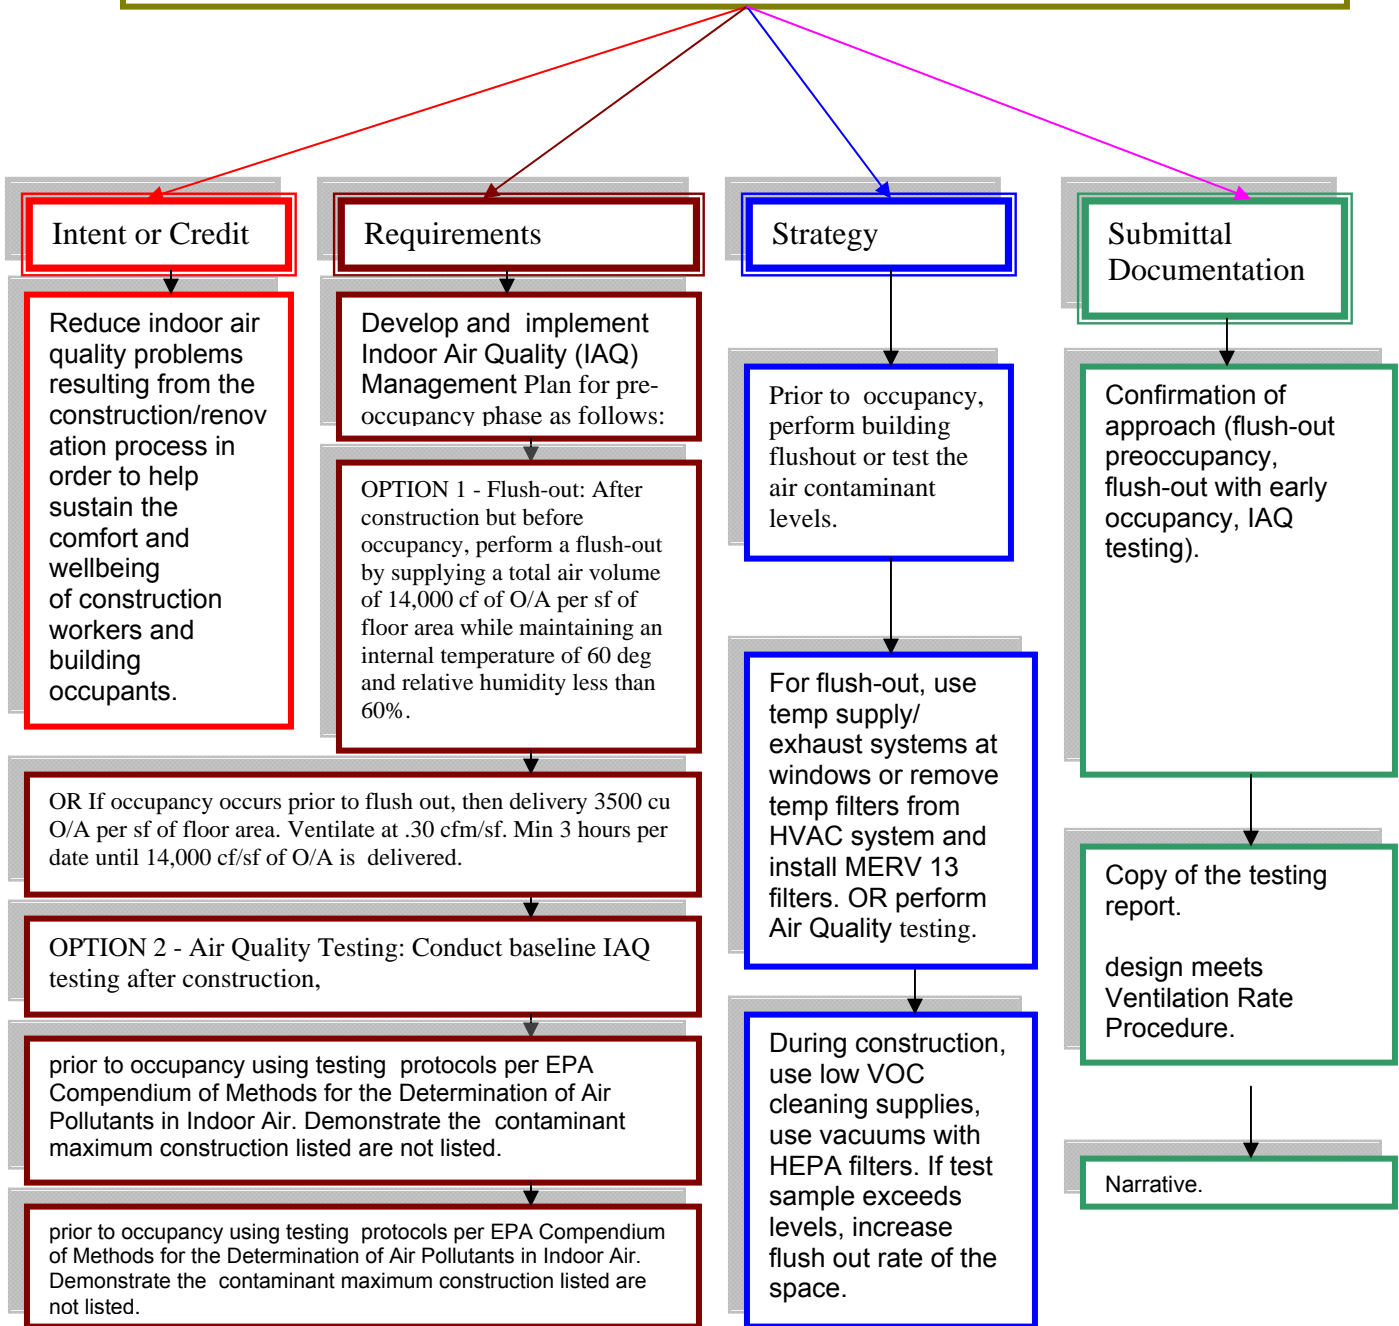 Intent or Credit
Reduce indoor air
quality problems
resulting from the
construction/renov
ation process in
order to help
sustain the
comfort and
wellbeing
of construction
workers and
building
occupants.
Requirements
Develop and implement
Indoor Air Quality (IAQ)
Management Plan for pre-
occupancy phase as follows:
OPTION 1 - Flush-out: After
construction but before
occupancy, perform a flush-out
by supplying a total air volume
of 14,000 cf of O/A per sf of
floor area while maintaining an
internal temperature of 60 deg
and relative humidity less than
60%.
OR If occupancy occurs prior to flush out, then delivery 3500 cu
O/A per sf of floor area. Ventilate at .30 cfm/sf. Min 3 hours per
date until 14,000 cf/sf of O/A is delivered.
OPTION 2 - Air Quality Testing: Conduct baseline IAQ
testing after construction,
prior to occupancy using testing protocols per EPA
Compendium of Methods for the Determination of Air
Pollutants in Indoor Air. Demonstrate the contaminant
maximum construction listed are not listed.
prior to occupancy using testing protocols per EPA Compendium
of Methods for the Determination of Air Pollutants in Indoor Air.
Demonstrate the contaminant maximum construction listed are
not listed.
Strategy
Prior to occupancy,
perform building
flushout or test the
air contaminant
levels.
For flush-out, use
temp supply/
exhaust systems at
windows or remove
temp filters from
HVAC system and
install MERV 13
filters. OR perform
Air Quality testing.
During construction,
use low VOC
cleaning supplies,
use vacuums with
HEPA filters. If test
sample exceeds
levels, increase
flush out rate of the
space.
Submittal
Documentation
Confirmation of
approach (flush-out
preoccupancy,
flush-out with early
occupancy, IAQ
testing).
Copy of the testing
report.
design meets
Ventilation Rate
Procedure.
Narrative.